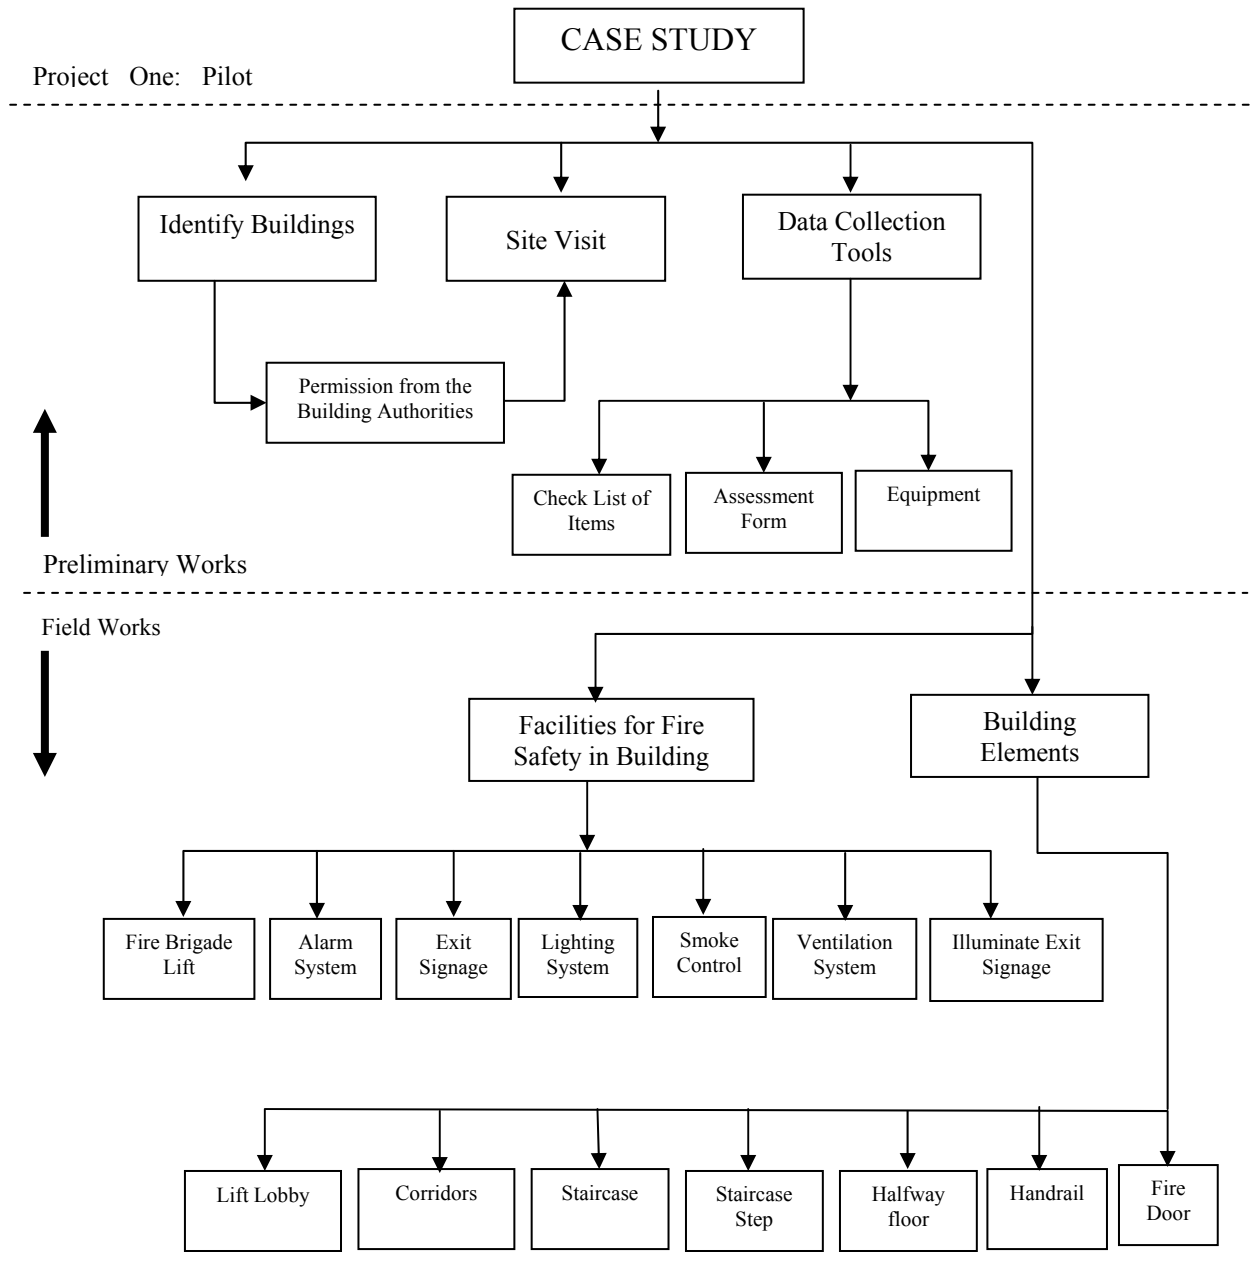 CASE STUDY
Project One: Pilot
Identify Buildings
Site Visit
Data Collection
Tools
Permission from the
Building Authorities
Check List of
Items
Assessment
Form
Equipment
Preliminary Works
Field Works
Facilities for Fire
Safety in Building
Building
Elements
Fire Brigade
Lift
Alarm
System
Exit
Signage
Lighting
System
Smoke
Control
Ventilation
System
Illuminate Exit
Signage
Lift Lobby
Corridors
Staircase
Staircase
Step
Halfway
floor
Handrail
Fire
Door